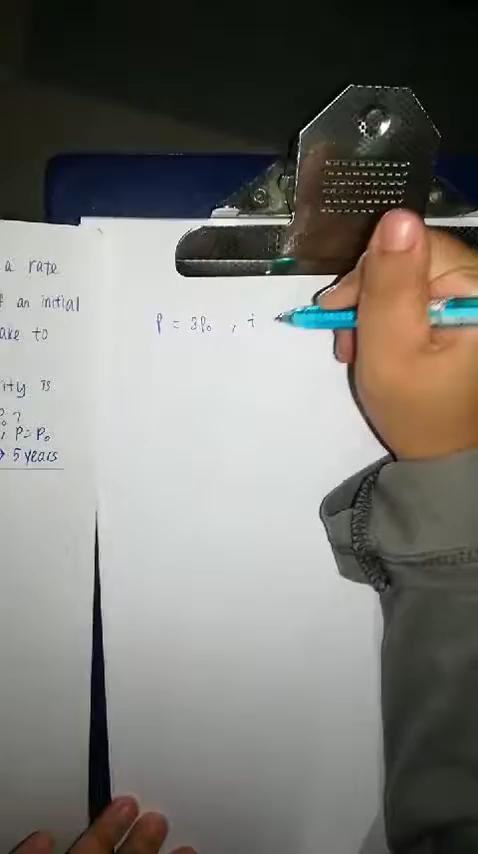 a rate
f an initial
ake to
ity is
?
, P = P₀
→ 5 years
P = 3P₀ , t